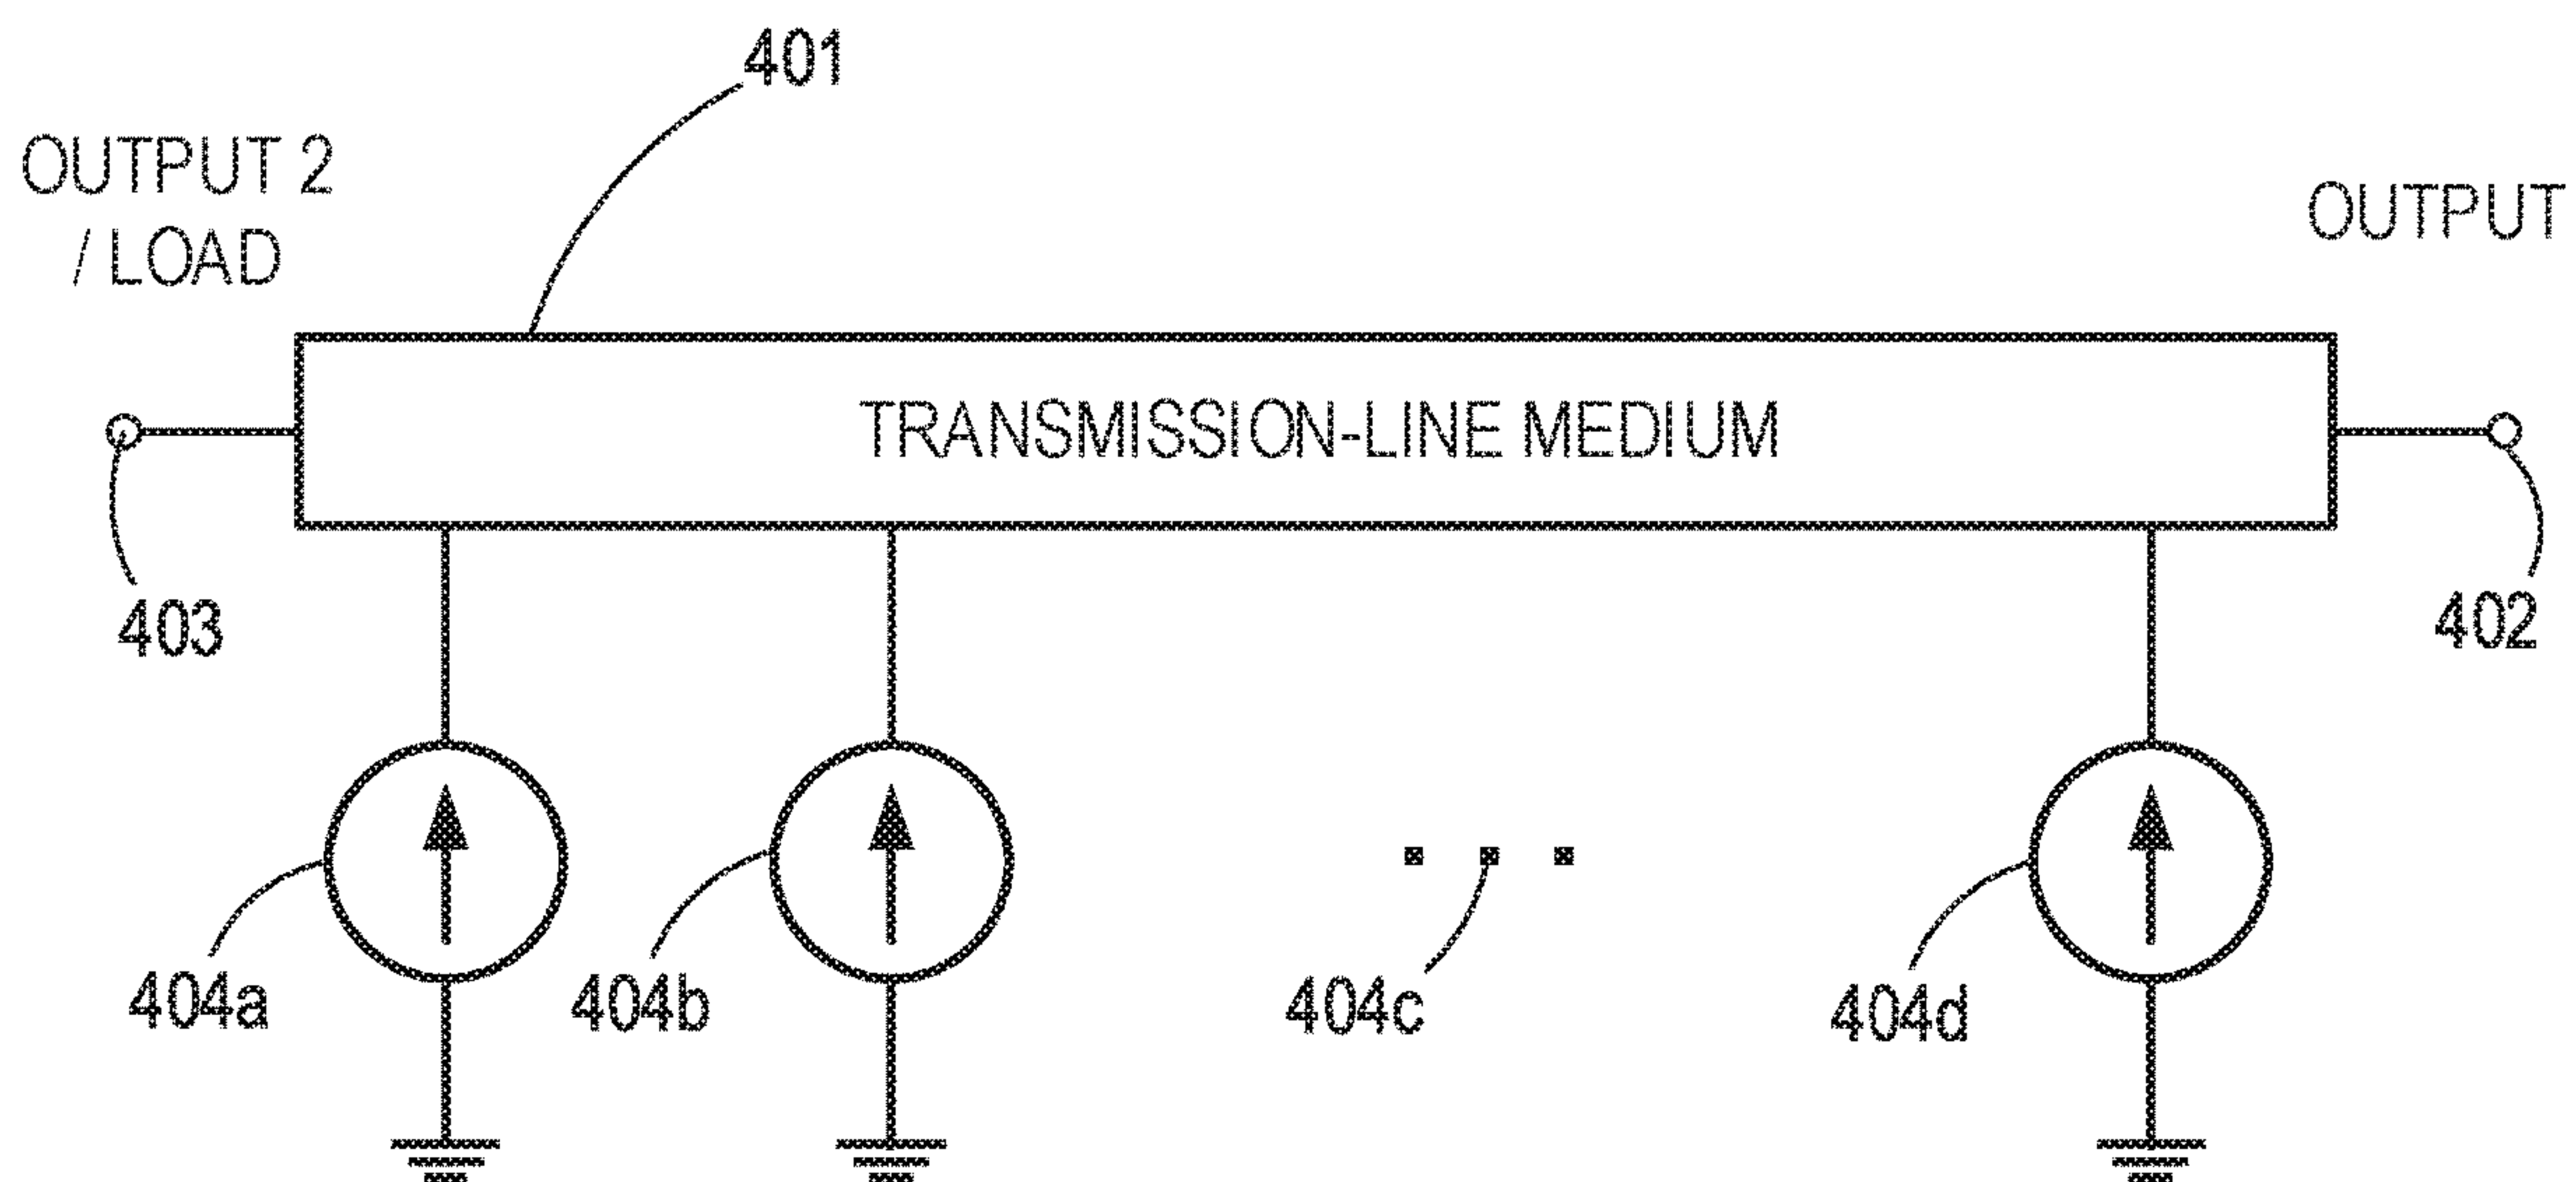 401
OUTPUT 2
/ LOAD
OUTPUT
TRANSMISSION-LINE MEDIUM
403
402
404a
404b
404c
404d